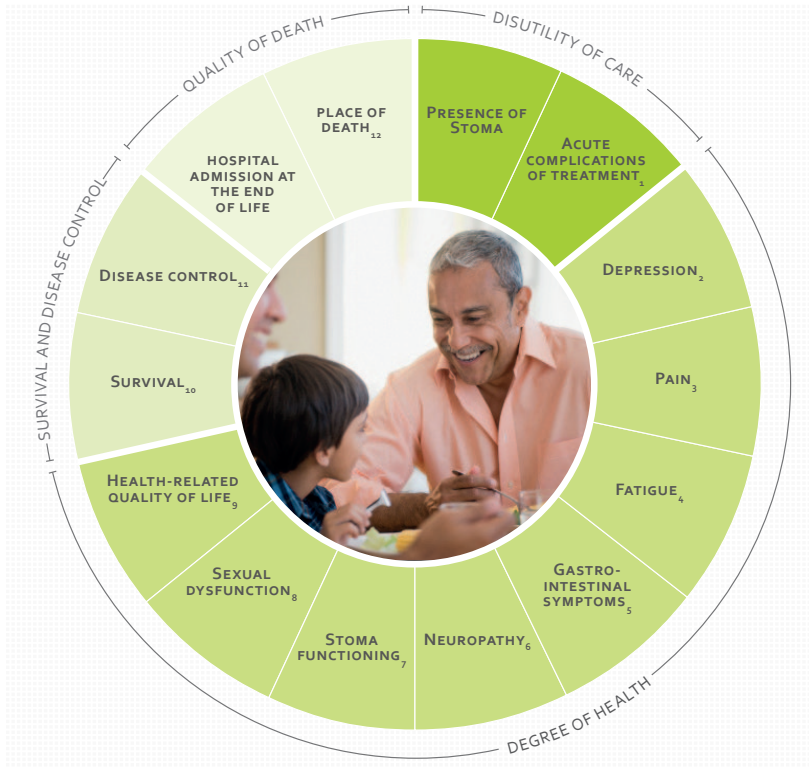 QUALITY OF DEATH
DISUTILITY OF CARE
PRESENCE OF
STOMA
ACUTE
COMPLICATIONS
OF TREATMENT1
DEPRESSION2
PAIN3
FATIGUE4
GASTRO-
INTESTINAL
SYMPTOMS5
NEUROPATHY6
STOMA
FUNCTIONING7
SEXUAL
DYSFUNCTION8
HEALTH-RELATED
QUALITY OF LIFE9
SURVIVAL10
DISEASE CONTROL11
HOSPITAL
ADMISSION AT
THE END
OF LIFE
PLACE OF
DEATH12
SURVIVAL AND DISEASE CONTROL
DEGREE OF HEALTH